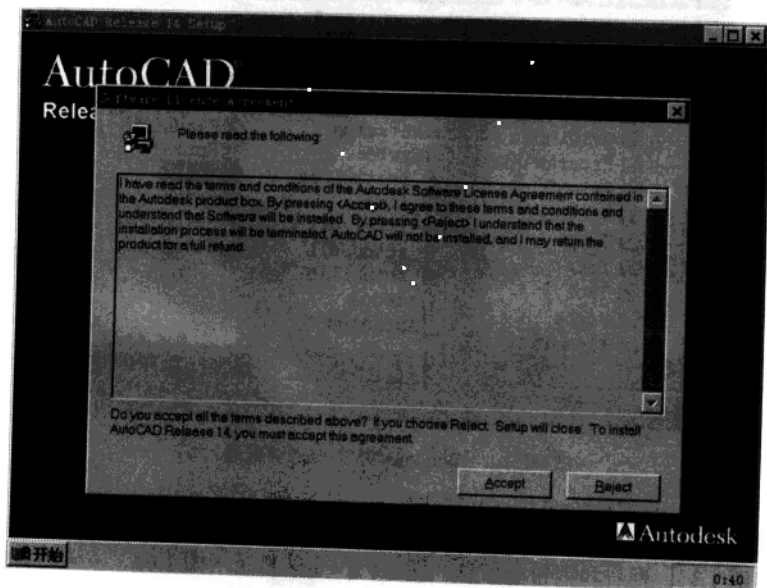 AutoCAD Release 14 Setup
AutoCAD
Relea
Software License Agreement
Please read the following:
I have read the terms and conditions of the Autodesk Software License Agreement contained in
the Autodesk product box. By pressing <Accept>, I agree to these terms and conditions and
understand that Software will be installed. By pressing <Reject> I understand that the
installation process will be terminated, AutoCAD will not be installed, and I may return the
product for a full refund.
Do you accept all the terms described above? If you choose Reject, Setup will close. To install
AutoCAD Release 14, you must accept this agreement.
Accept
Reject
Autodesk
开始
0:40